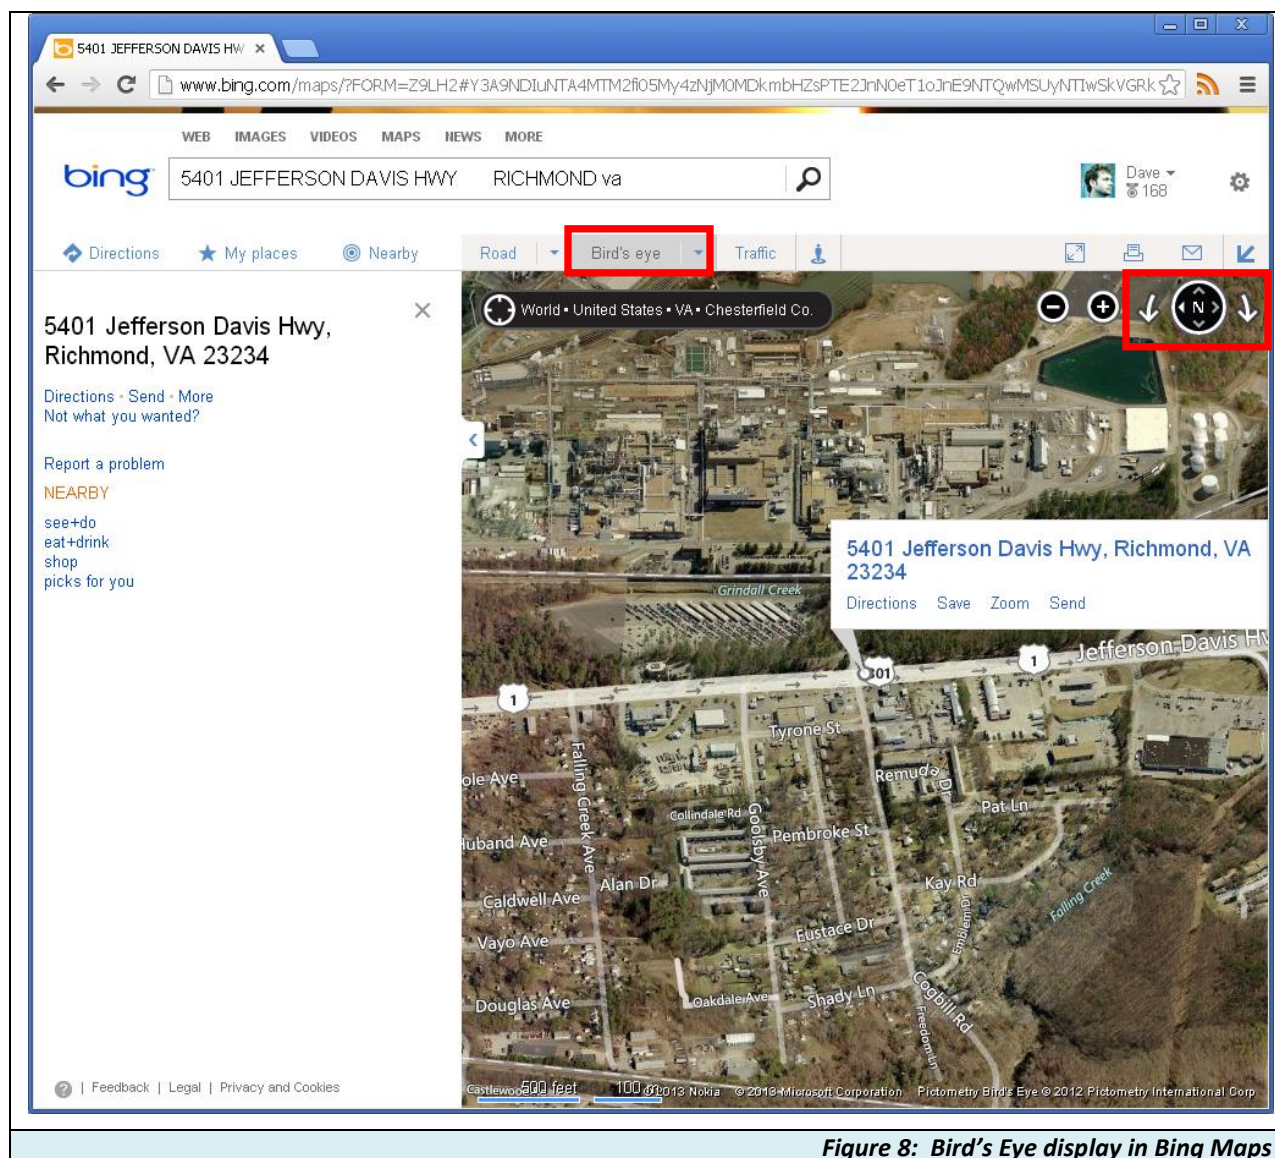 5401 JEFFERSON DAVIS HW
www.bing.com/maps/?FORM=Z9LH2#Y3A9NDIuNTA4MTM2fi05My4zNjM0MDkmbHZsPTE2JnN0eT1oJnE9NTQwMSUyNTIwSkVGRk
WEB IMAGES VIDEOS MAPS NEWS MORE
bing
5401 JEFFERSON DAVIS HWY RICHMOND va
Dave
168
Directions My places Nearby Road Bird's eye Traffic
5401 Jefferson Davis Hwy,
Richmond, VA 23234
Directions · Send · More
Not what you wanted?
Report a problem
NEARBY
see+do
eat+drink
shop
picks for you
Feedback | Legal | Privacy and Cookies
World ▪ United States ▪ VA ▪ Chesterfield Co.
N
5401 Jefferson Davis Hwy, Richmond, VA
23234
Directions Save Zoom Send
Grindall Creek
Jefferson Davis H
1
301
1
Tyrone St
Falling Creek Ave
ole Ave
Remuda Dr
Pat Ln
Collindale Rd
Goolsby Ave
Pembroke St
Huband Ave
Alan Dr
Kay Rd
Caldwell Ave
Falling Creek
Emblem Dr
Eustace Dr
Vayo Ave
Cogbill Rd
Oakdale Ave
Shady Ln
Douglas Ave
Freedom Ln
500 feet 100 m
2013 Nokia © 2013 Microsoft Corporation Pictometry Bird's Eye © 2012 Pictometry International Corp
Figure 8: Bird's Eye display in Bing Maps